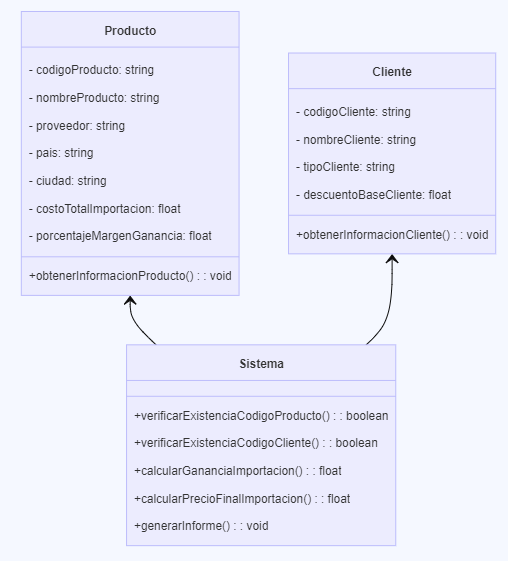 Producto
- codigoProducto: string
- nombreProducto: string
- proveedor: string
- pais: string
- ciudad: string
- costoTotalImportacion: float
- porcentajeMargenGanancia: float
+obtenerInformacionProducto() : : void
Cliente
- codigoCliente: string
- nombreCliente: string
- tipoCliente: string
- descuentoBaseCliente: float
+obtenerInformacionCliente() : : void
Sistema
+verificarExistenciaCodigoProducto() : : boolean
+verificarExistenciaCodigoCliente() : : boolean
+calcularGananciaImportacion() : : float
+calcularPrecioFinalImportacion() : : float
+generarInforme() : : void